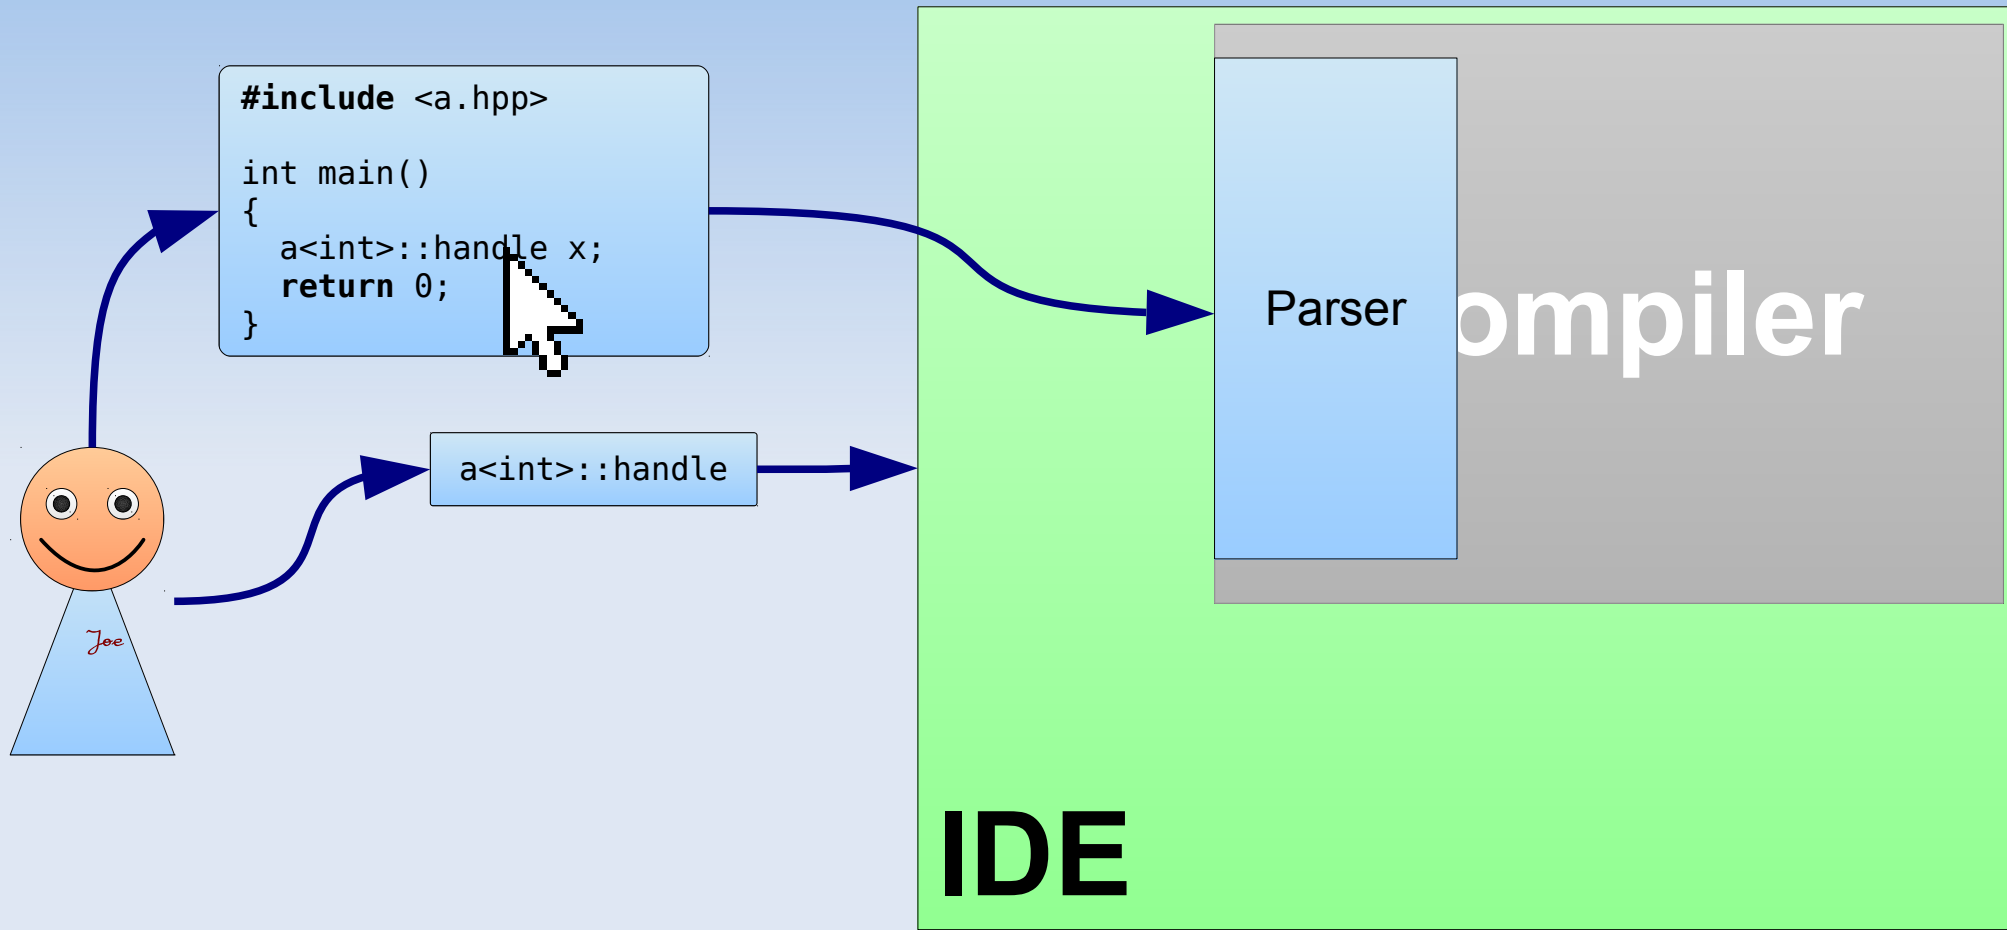 #include <a.hpp>

int main()
{
  a<int>::handle x;
  return 0;
}
Parser
ompiler
a<int>::handle
Joe
IDE